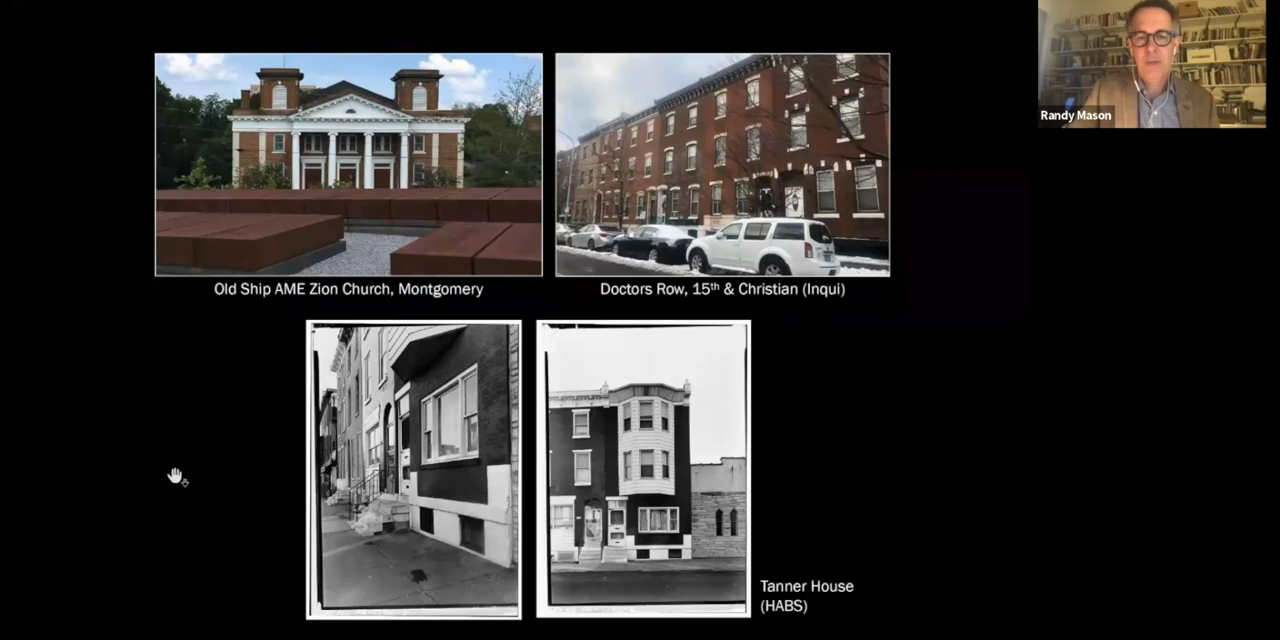 Randy Mason
Old Ship AME Zion Church, Montgomery
Doctors Row, 15th & Christian (Inqui)
Tanner House
(HABS)